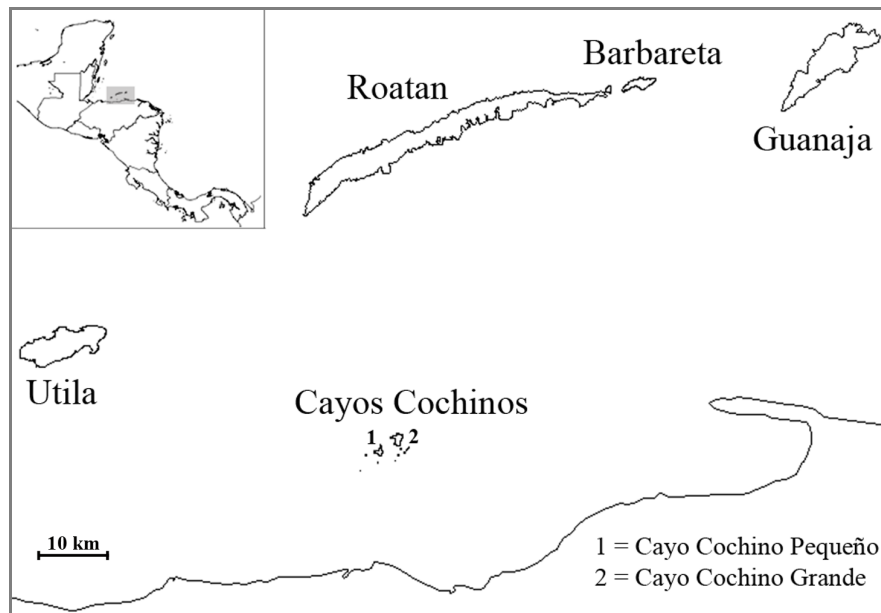 Barbareta
Roatan
Guanaja
Utila
Cayos Cochinos
1 2
10 km
1 = Cayo Cochino Pequeño
2 = Cayo Cochino Grande